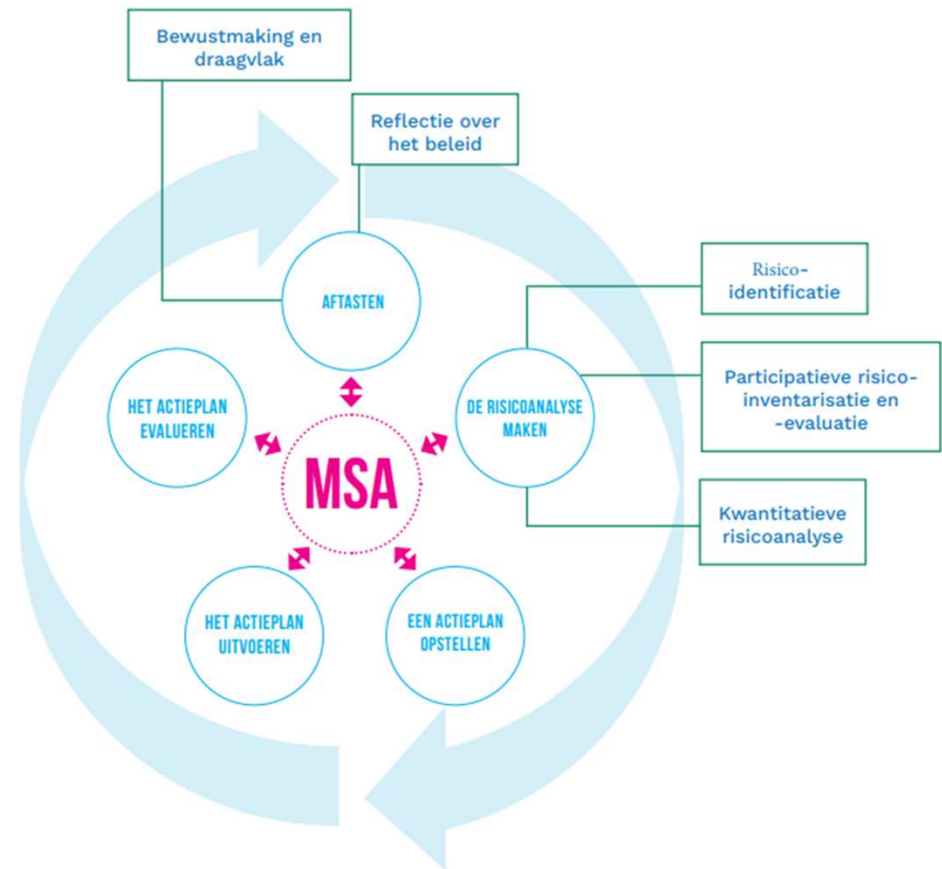 Bewustmaking en
draagvlak
Reflectie over
het beleid
AFTASTEN
Risico-
identificatie
Participatieve risico-
inventarisatie en
-evaluatie
DE RISICOANALYSE
MAKEN
Kwantitatieve
risicoanalyse
HET ACTIEPLAN
EVALUEREN
MSA
HET ACTIEPLAN
UITVOEREN
EEN ACTIEPLAN
OPSTELLEN